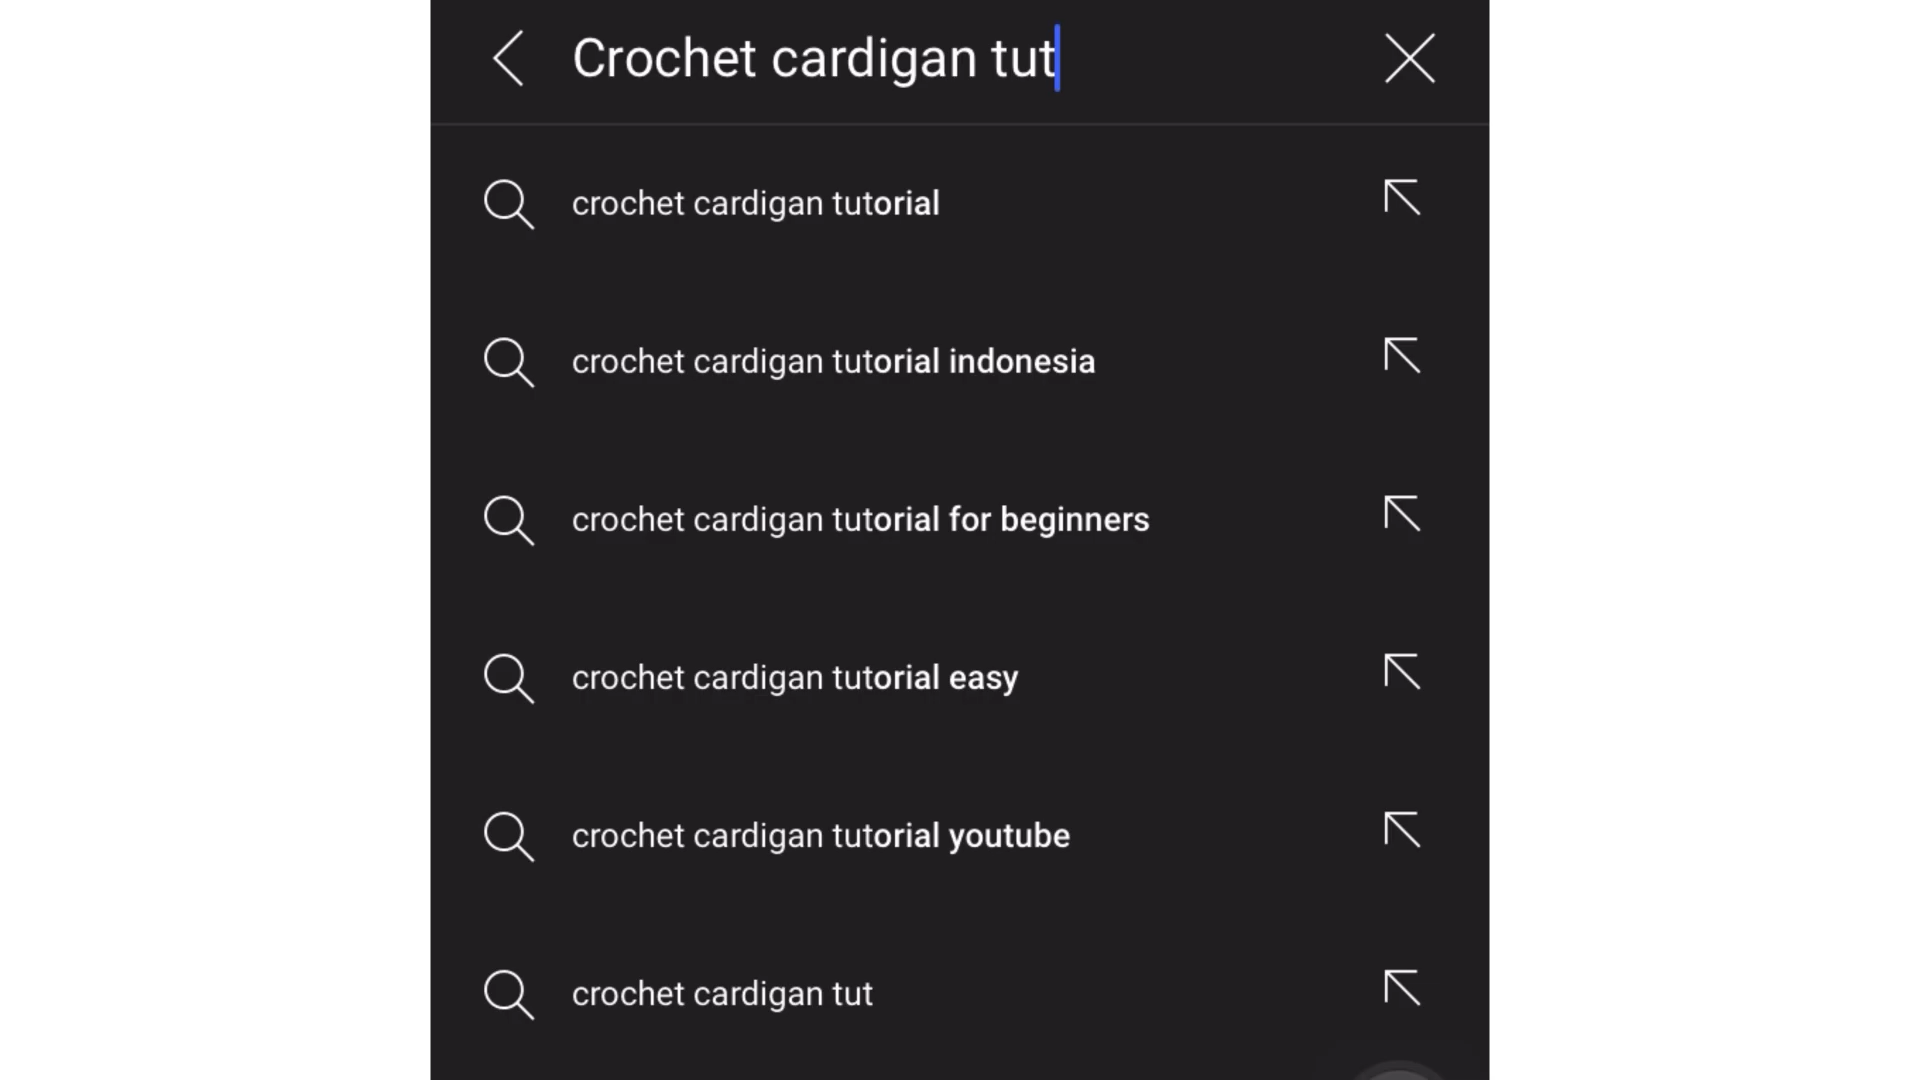 Crochet cardigan tut
crochet cardigan tutorial
crochet cardigan tutorial indonesia
crochet cardigan tutorial for beginners
crochet cardigan tutorial easy
crochet cardigan tutorial youtube
crochet cardigan tut